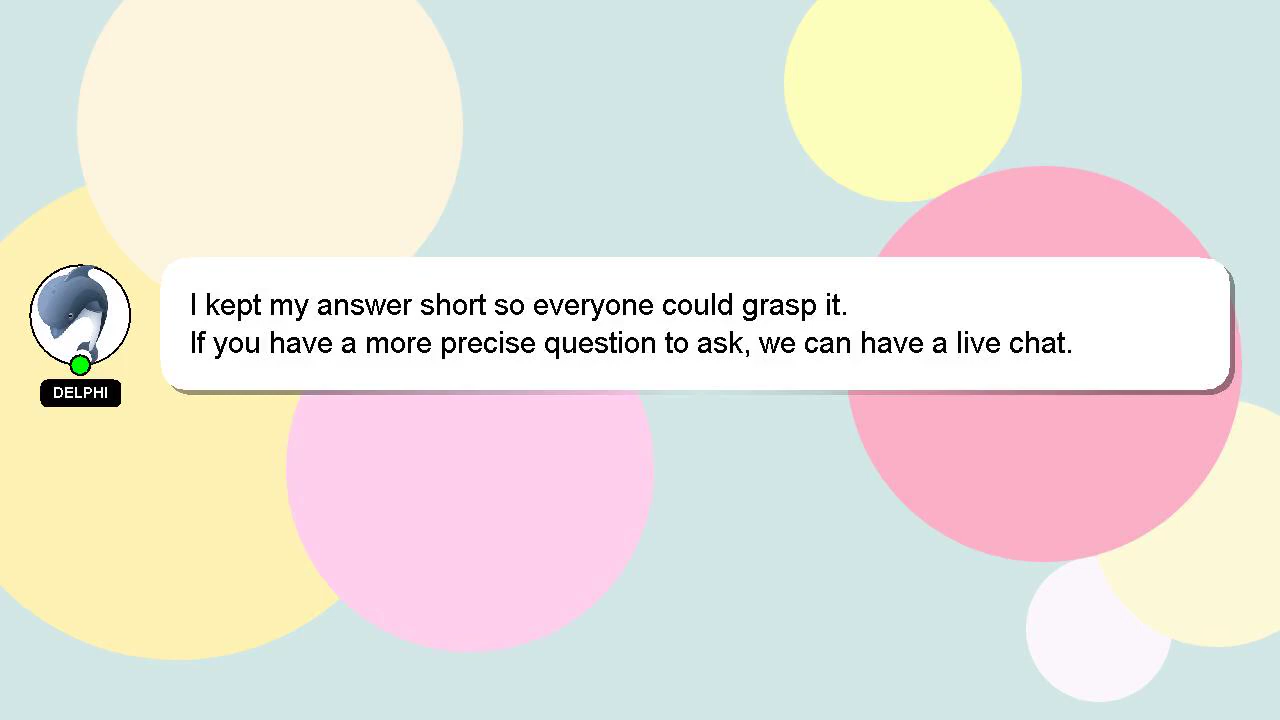 I kept my answer short so everyone could grasp it.
If you have a more precise question to ask, we can have a live chat.
DELPHI